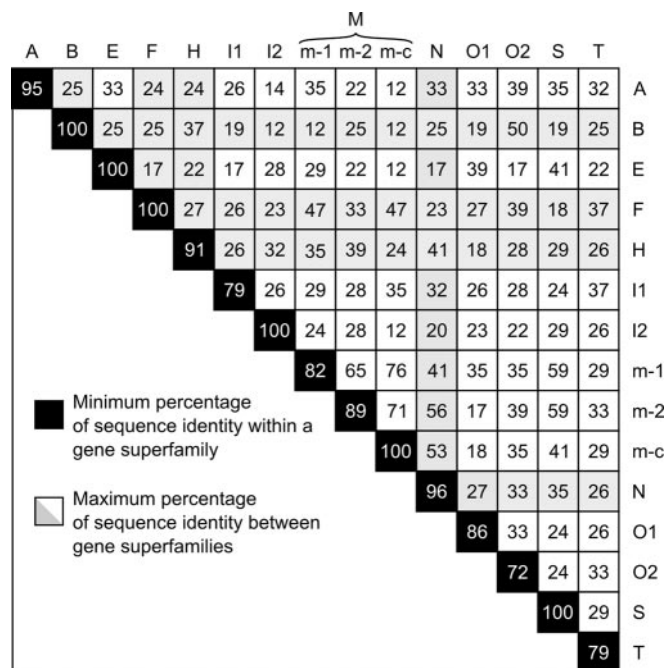 M
A B E F H I1 I2 m-1 m-2 m-c N O1 O2 S T
95 25 33 24 24 26 14 35 22 12 33 33 39 35 32 A
100 25 25 37 19 12 12 25 12 25 19 50 19 25 B
100 17 22 17 28 29 22 12 17 39 17 41 22 E
100 27 26 23 47 33 47 23 27 39 18 37 F
91 26 32 35 39 24 41 18 28 29 26 H
79 26 29 28 35 32 26 28 24 37 I1
100 24 28 12 20 23 22 29 26 I2
82 65 76 41 35 35 59 29 m-1
89 71 56 17 39 59 33 m-2
100 53 18 35 41 29 m-c
96 27 33 35 26 N
86 33 24 26 O1
72 24 33 O2
100 29 S
79 T
Minimum percentage
of sequence identity within a
gene superfamily
Maximum percentage
of sequence identity between
gene superfamilies